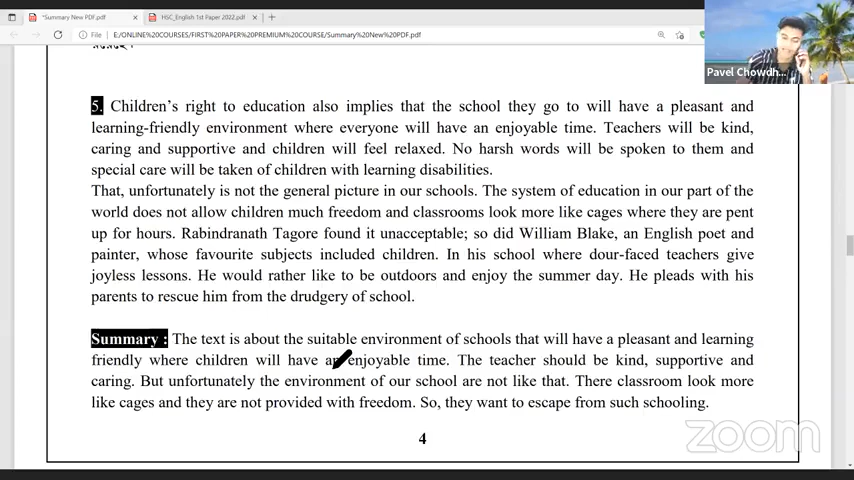 *Summary New PDF.pdf
HSC_English 1st Paper 2022.pdf
File
E:/ONLINE%20COURSES/FIRST%20PAPER%20PREMIUM%20COURSE/Summary%20New%20PDF.pdf
Pavel Chowdh...
5. Children's right to education also implies that the school they go to will have a pleasant and
learning-friendly environment where everyone will have an enjoyable time. Teachers will be kind,
caring and supportive and children will feel relaxed. No harsh words will be spoken to them and
special care will be taken of children with learning disabilities.
That, unfortunately is not the general picture in our schools. The system of education in our part of the
world does not allow children much freedom and classrooms look more like cages where they are pent
up for hours. Rabindranath Tagore found it unacceptable; so did William Blake, an English poet and
painter, whose favourite subjects included children. In his school where dour-faced teachers give
joyless lessons. He would rather like to be outdoors and enjoy the summer day. He pleads with his
parents to rescue him from the drudgery of school.
Summary : The text is about the suitable environment of schools that will have a pleasant and learning
friendly where children will have an enjoyable time. The teacher should be kind, supportive and
caring. But unfortunately the environment of our school are not like that. There classroom look more
like cages and they are not provided with freedom. So, they want to escape from such schooling.
4
zoom